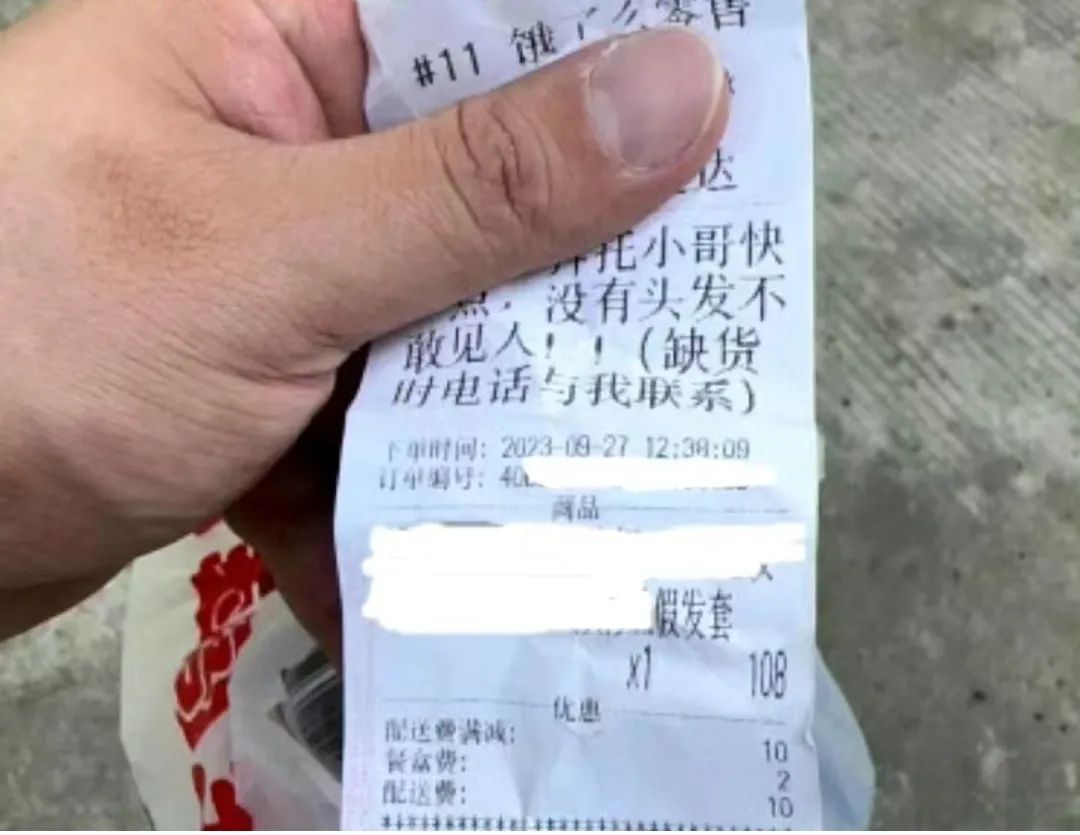 #11 饿了么零售
达
拜托小哥快
点，没有头发不
敢见人！！(缺货
时电话与我联系)
下单时间: 2023-09-27 12:38:09
订单编号: 400
商品
假发套
x1 108
优惠
配送费满减: 10
餐盒费: 2
配送费: 10